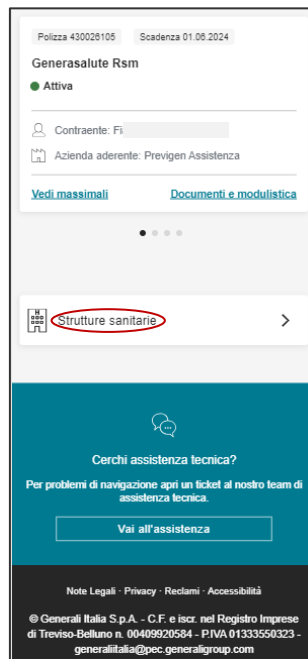 Polizza 430026105 Scadenza 01.06.2024
Generasalute Rsm
Attiva
Contraente:
Azienda aderente: Previgen Assistenza
Vedi massimali Documenti e modulistica
Strutture sanitarie
Cerchi assistenza tecnica?
Per problemi di navigazione apri un ticket al nostro team di
assistenza tecnica.
Vai all'assistenza
Note Legali · Privacy · Reclami · Accessibilità
© Generali Italia S.p.A. - C.F. e iscr. nel Registro Imprese
di Treviso-Belluno n. 00409920584 - P.IVA 01333550323 -
generaliitalia@pec.generaligroup.com